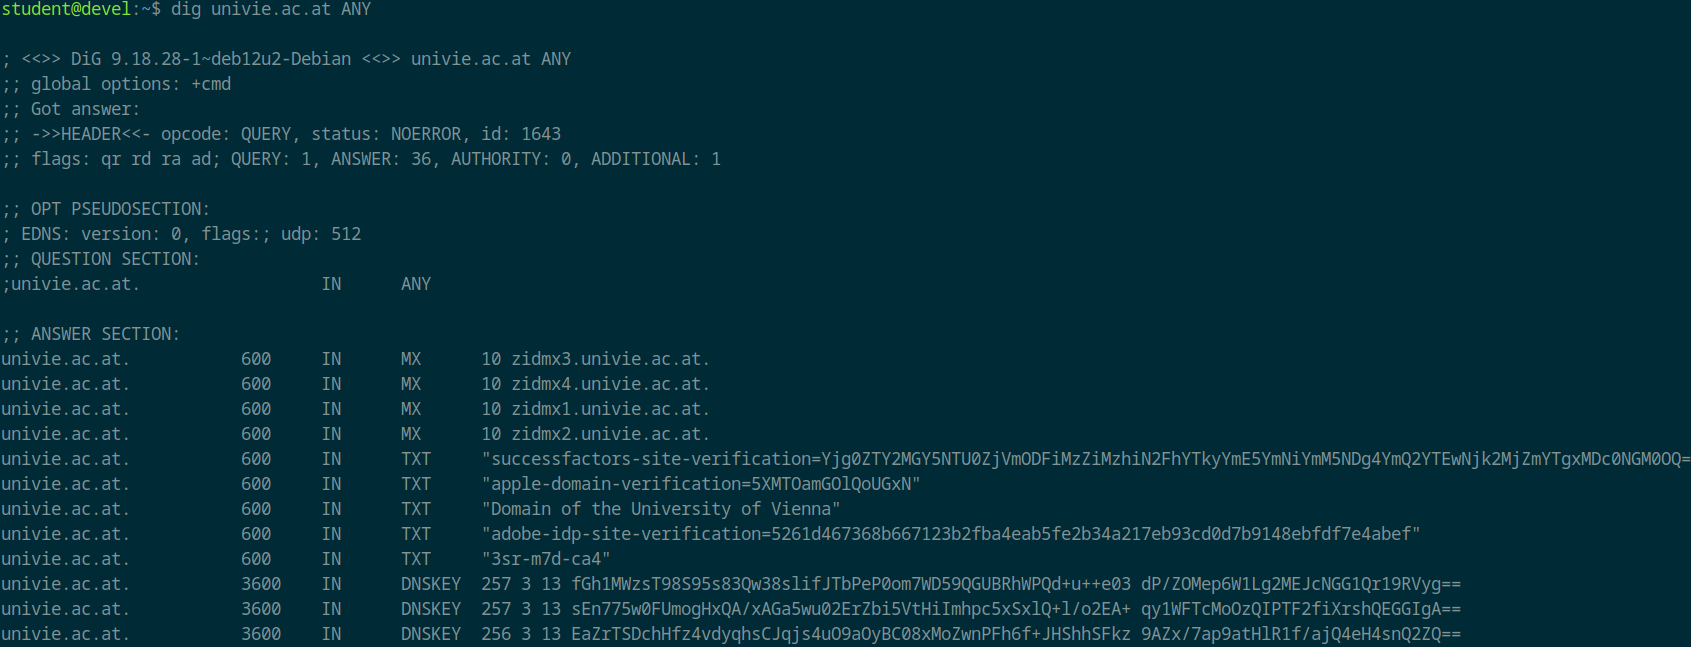 student@devel:~$ dig univie.ac.at ANY
; <<>> DiG 9.18.28-1~deb12u2-Debian <<>> univie.ac.at ANY
;; global options: +cmd
;; Got answer:
;; ->>HEADER<<- opcode: QUERY, status: NOERROR, id: 1643
;; flags: qr rd ra ad; QUERY: 1, ANSWER: 36, AUTHORITY: 0, ADDITIONAL: 1
;; OPT PSEUDOSECTION:
; EDNS: version: 0, flags:; udp: 512
;; QUESTION SECTION:
;univie.ac.at. IN ANY
;; ANSWER SECTION:
univie.ac.at. 600 IN MX 10 zidmx3.univie.ac.at.
univie.ac.at. 600 IN MX 10 zidmx4.univie.ac.at.
univie.ac.at. 600 IN MX 10 zidmx1.univie.ac.at.
univie.ac.at. 600 IN MX 10 zidmx2.univie.ac.at.
univie.ac.at. 600 IN TXT "successfactors-site-verification=Yjg0ZTY2MGY5NTU0ZjVmODFiMzZiMzhiN2FhYTkyYmE5YmNiYmM5NDg4YmQ2YTEwNjk2MjZmYTgxMDc0NGM0OQ=
univie.ac.at. 600 IN TXT "apple-domain-verification=5XMTOamGOlQoUGxN"
univie.ac.at. 600 IN TXT "Domain of the University of Vienna"
univie.ac.at. 600 IN TXT "adobe-idp-site-verification=5261d467368b667123b2fba4eab5fe2b34a217eb93cd0d7b9148ebfdf7e4abef"
univie.ac.at. 600 IN TXT "3sr-m7d-ca4"
univie.ac.at. 3600 IN DNSKEY 257 3 13 fGh1MWzsT98S95s83Qw38slifJTbPeP0om7WD59QGUBRhWPQd+u++e03 dP/ZOMep6W1Lg2MEJcNGG1Qr19RVyg==
univie.ac.at. 3600 IN DNSKEY 257 3 13 sEn775w0FUmogHxQA/xAGa5wu02ErZbi5VtHiImhpc5xSxlQ+l/o2EA+ qy1WFTcMoOzQIPTF2fiXrshQEGGIgA==
univie.ac.at. 3600 IN DNSKEY 256 3 13 EaZrTSDchHfz4vdyqhsCJqjs4uO9aOyBC08xMoZwnPFh6f+JHShhSFkz 9AZx/7ap9atHlR1f/ajQ4eH4snQ2ZQ==